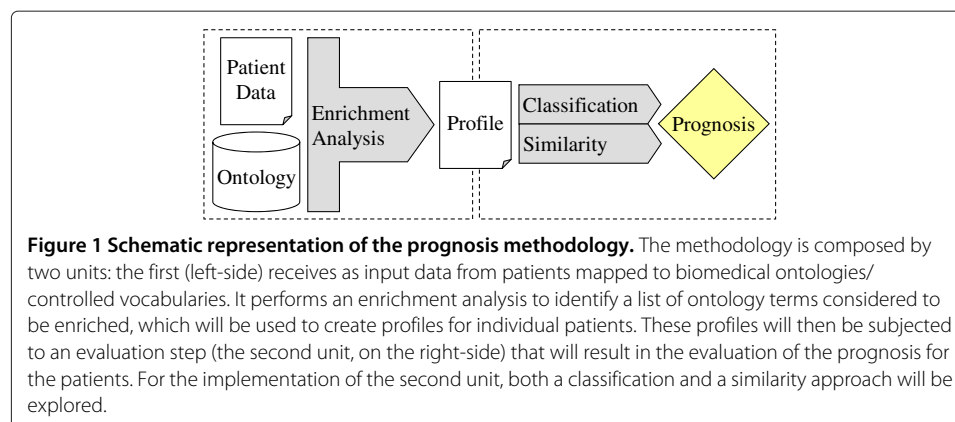 Patient
Data
Ontology
Enrichment
Analysis
Profile
Classification
Similarity
Prognosis
Figure 1 Schematic representation of the prognosis methodology. The methodology is composed by
two units: the first (left-side) receives as input data from patients mapped to biomedical ontologies/
controlled vocabularies. It performs an enrichment analysis to identify a list of ontology terms considered to
be enriched, which will be used to create profiles for individual patients. These profiles will then be subjected
to an evaluation step (the second unit, on the right-side) that will result in the evaluation of the prognosis for
the patients. For the implementation of the second unit, both a classification and a similarity approach will be
explored.